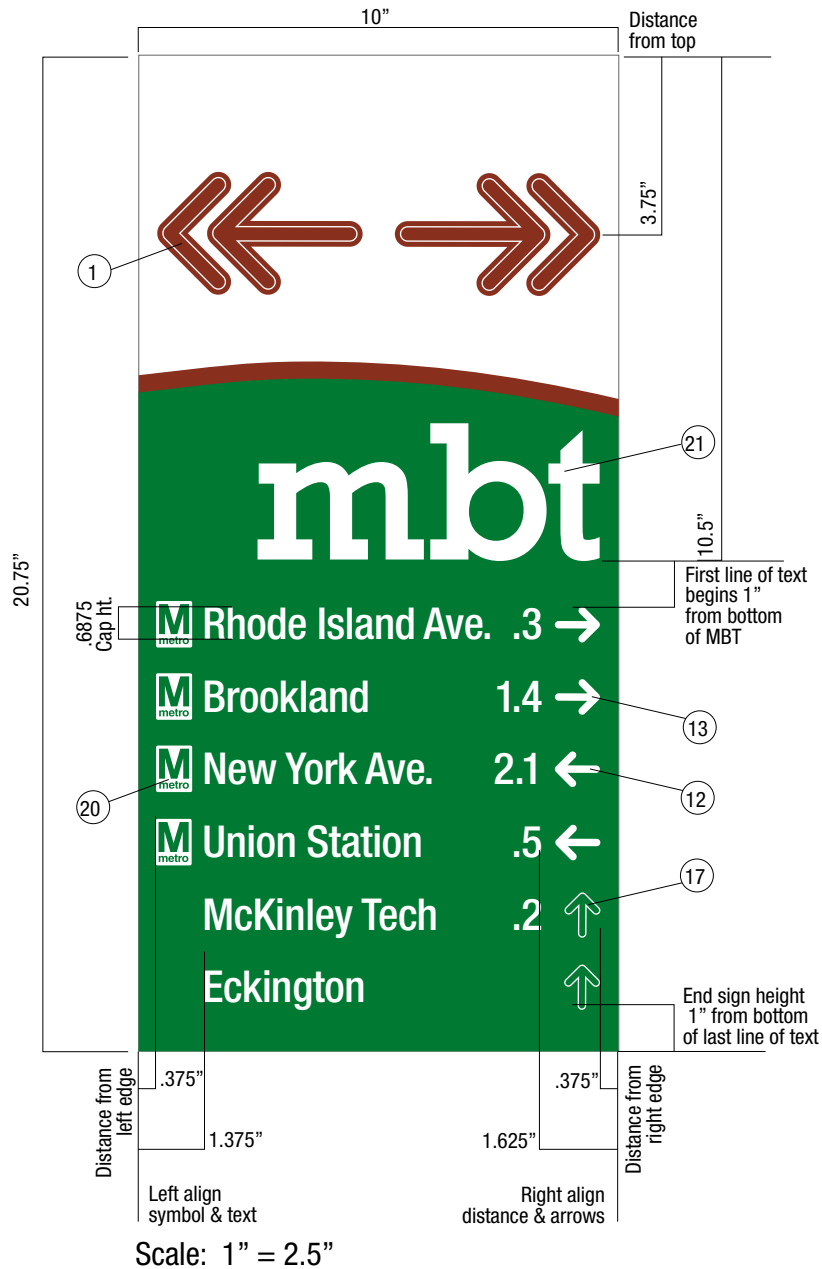 10”
Distance
from top
3.75”
1
21
mbt
10.5”
20.75”
First line of text
begins 1”
from bottom
of MBT
.6875
Cap ht.
M metro Rhode Island Ave. .3
M metro Brookland 1.4
13
M metro New York Ave. 2.1
20
12
M metro Union Station .5
17
McKinley Tech .2
Eckington
End sign height
1” from bottom
of last line of text
Distance from
left edge
.375”
.375”
Distance from
right edge
1.375”
1.625”
Left align
symbol & text
Right align
distance & arrows
Scale: 1” = 2.5”